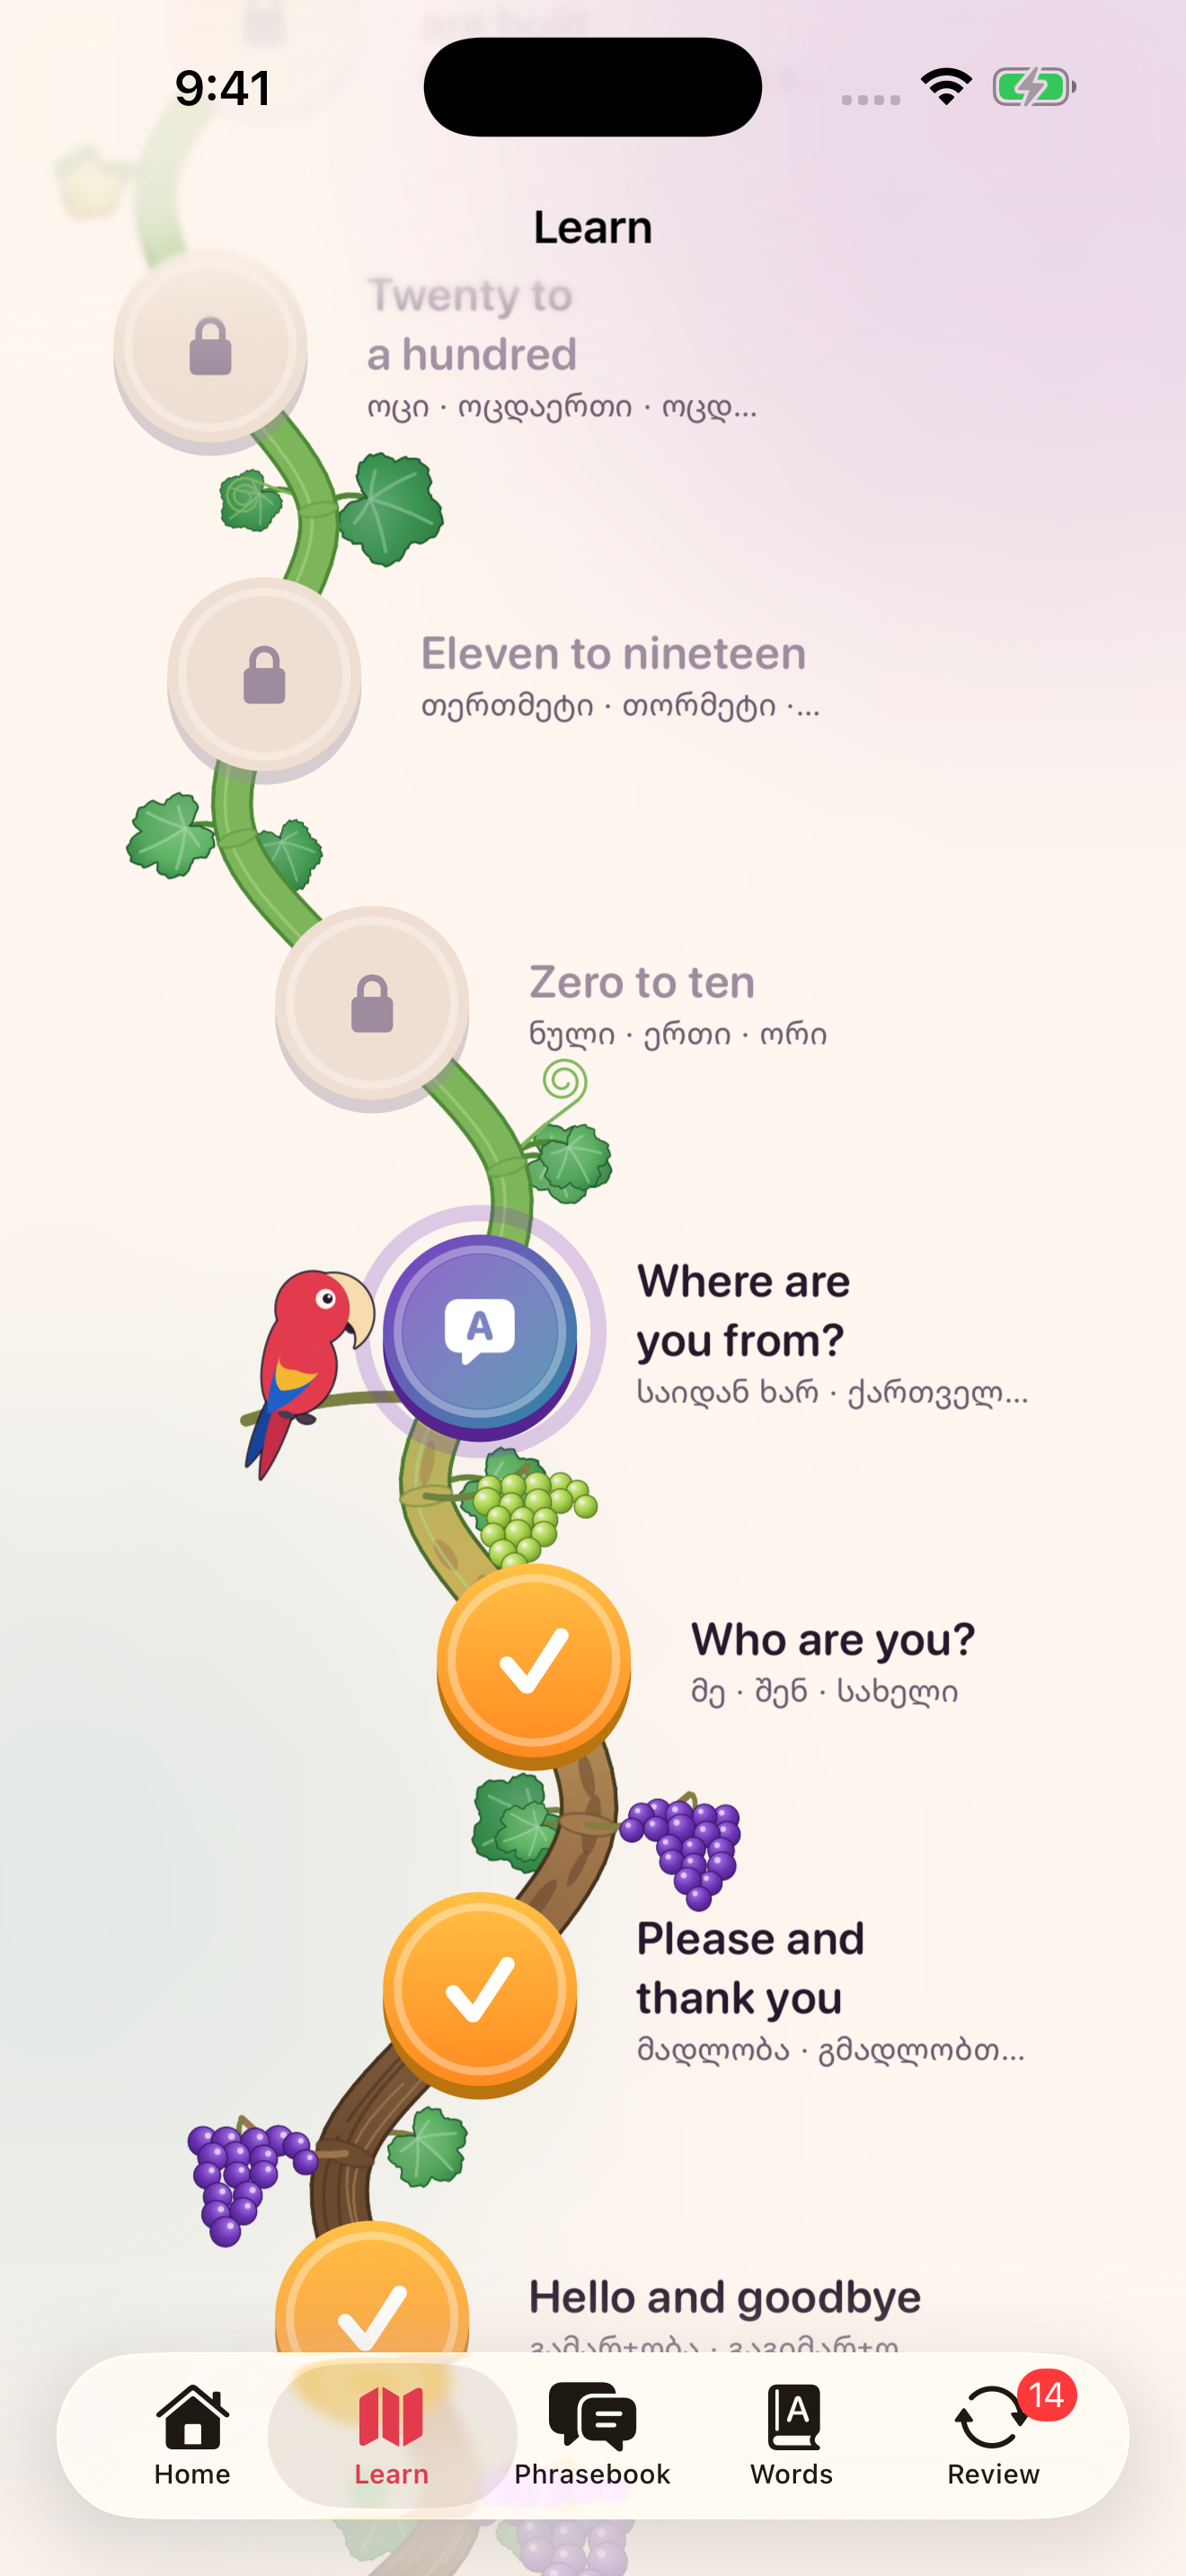 9:41
Learn
Twenty to
a hundred
ოცი · ოცდაერთი · ოცდ...
Eleven to nineteen
თერთმეტი · თორმეტი ·...
Zero to ten
ნული · ერთი · ორი
A
Where are
you from?
საიდან ხარ · ქართველ...
Who are you?
მე · შენ · სახელი
Please and
thank you
მადლობა · გმადლობთ...
Hello and goodbye
A
14
Home
Learn
Phrasebook
Words
Review